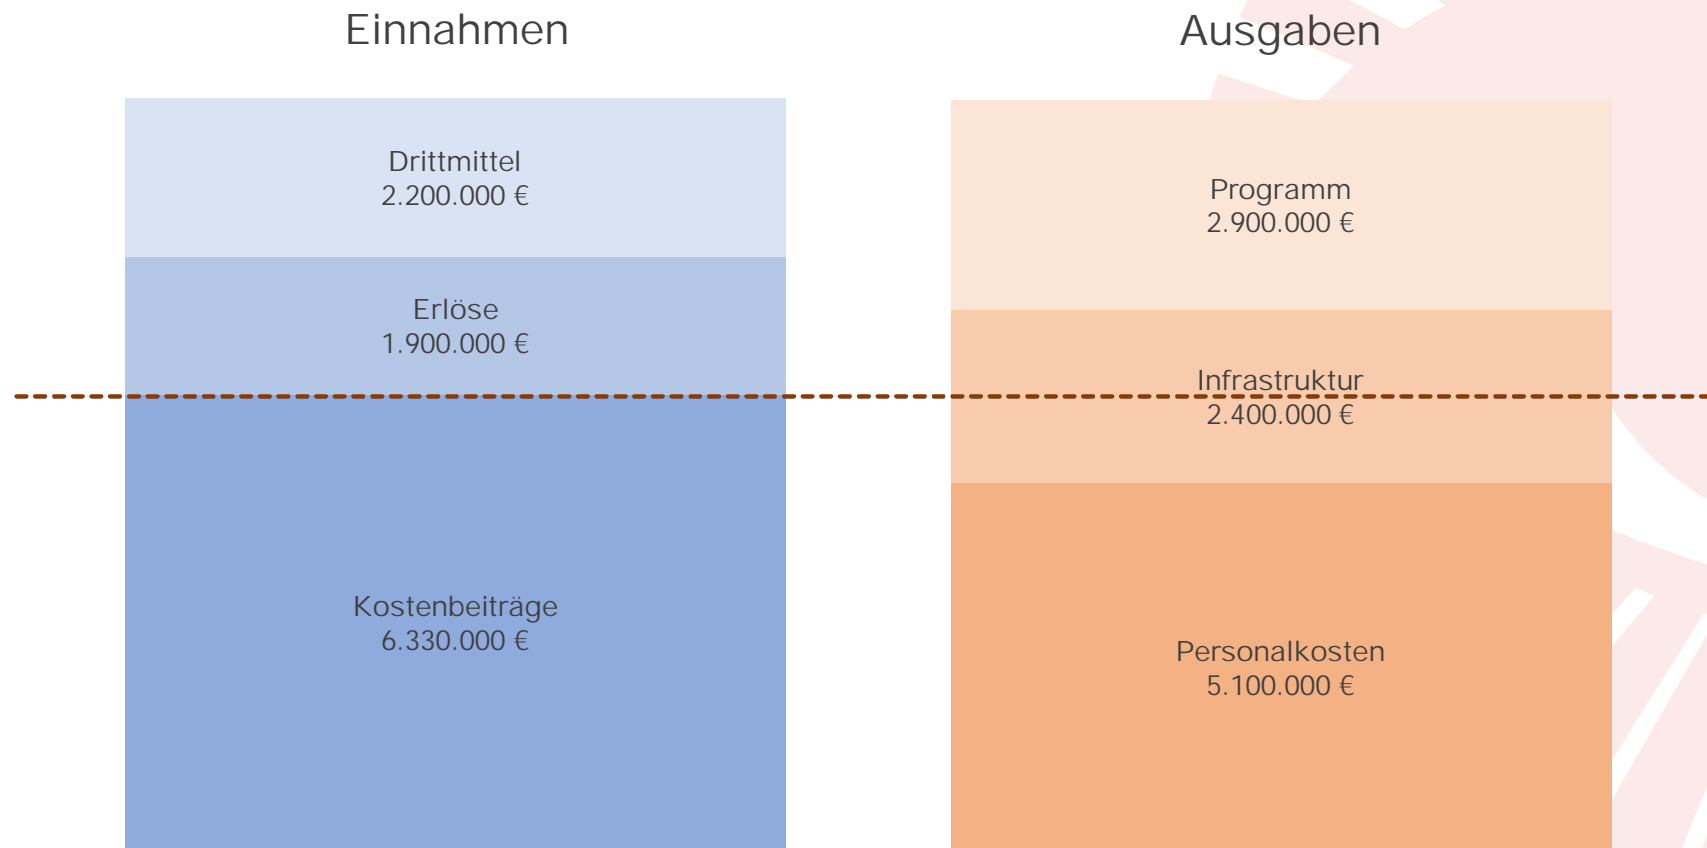 Einnahmen
Drittmittel
2.200.000 €
Erlöse
1.900.000 €
Kostenbeiträge
6.330.000 €
Ausgaben
Programm
2.900.000 €
Infrastruktur
2.400.000 €
Personalkosten
5.100.000 €